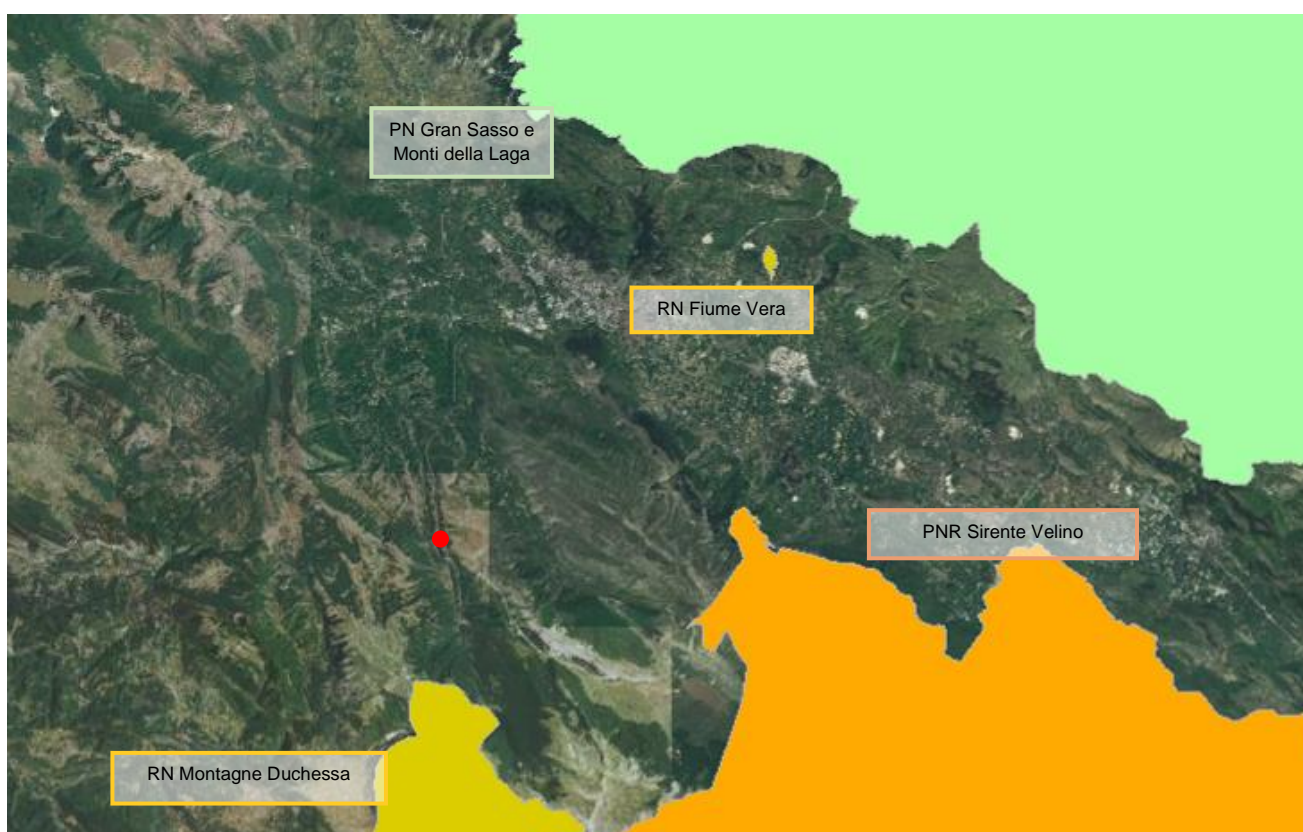 PN Gran Sasso e
Monti della Laga
RN Fiume Vera
PNR Sirente Velino
RN Montagne Duchessa